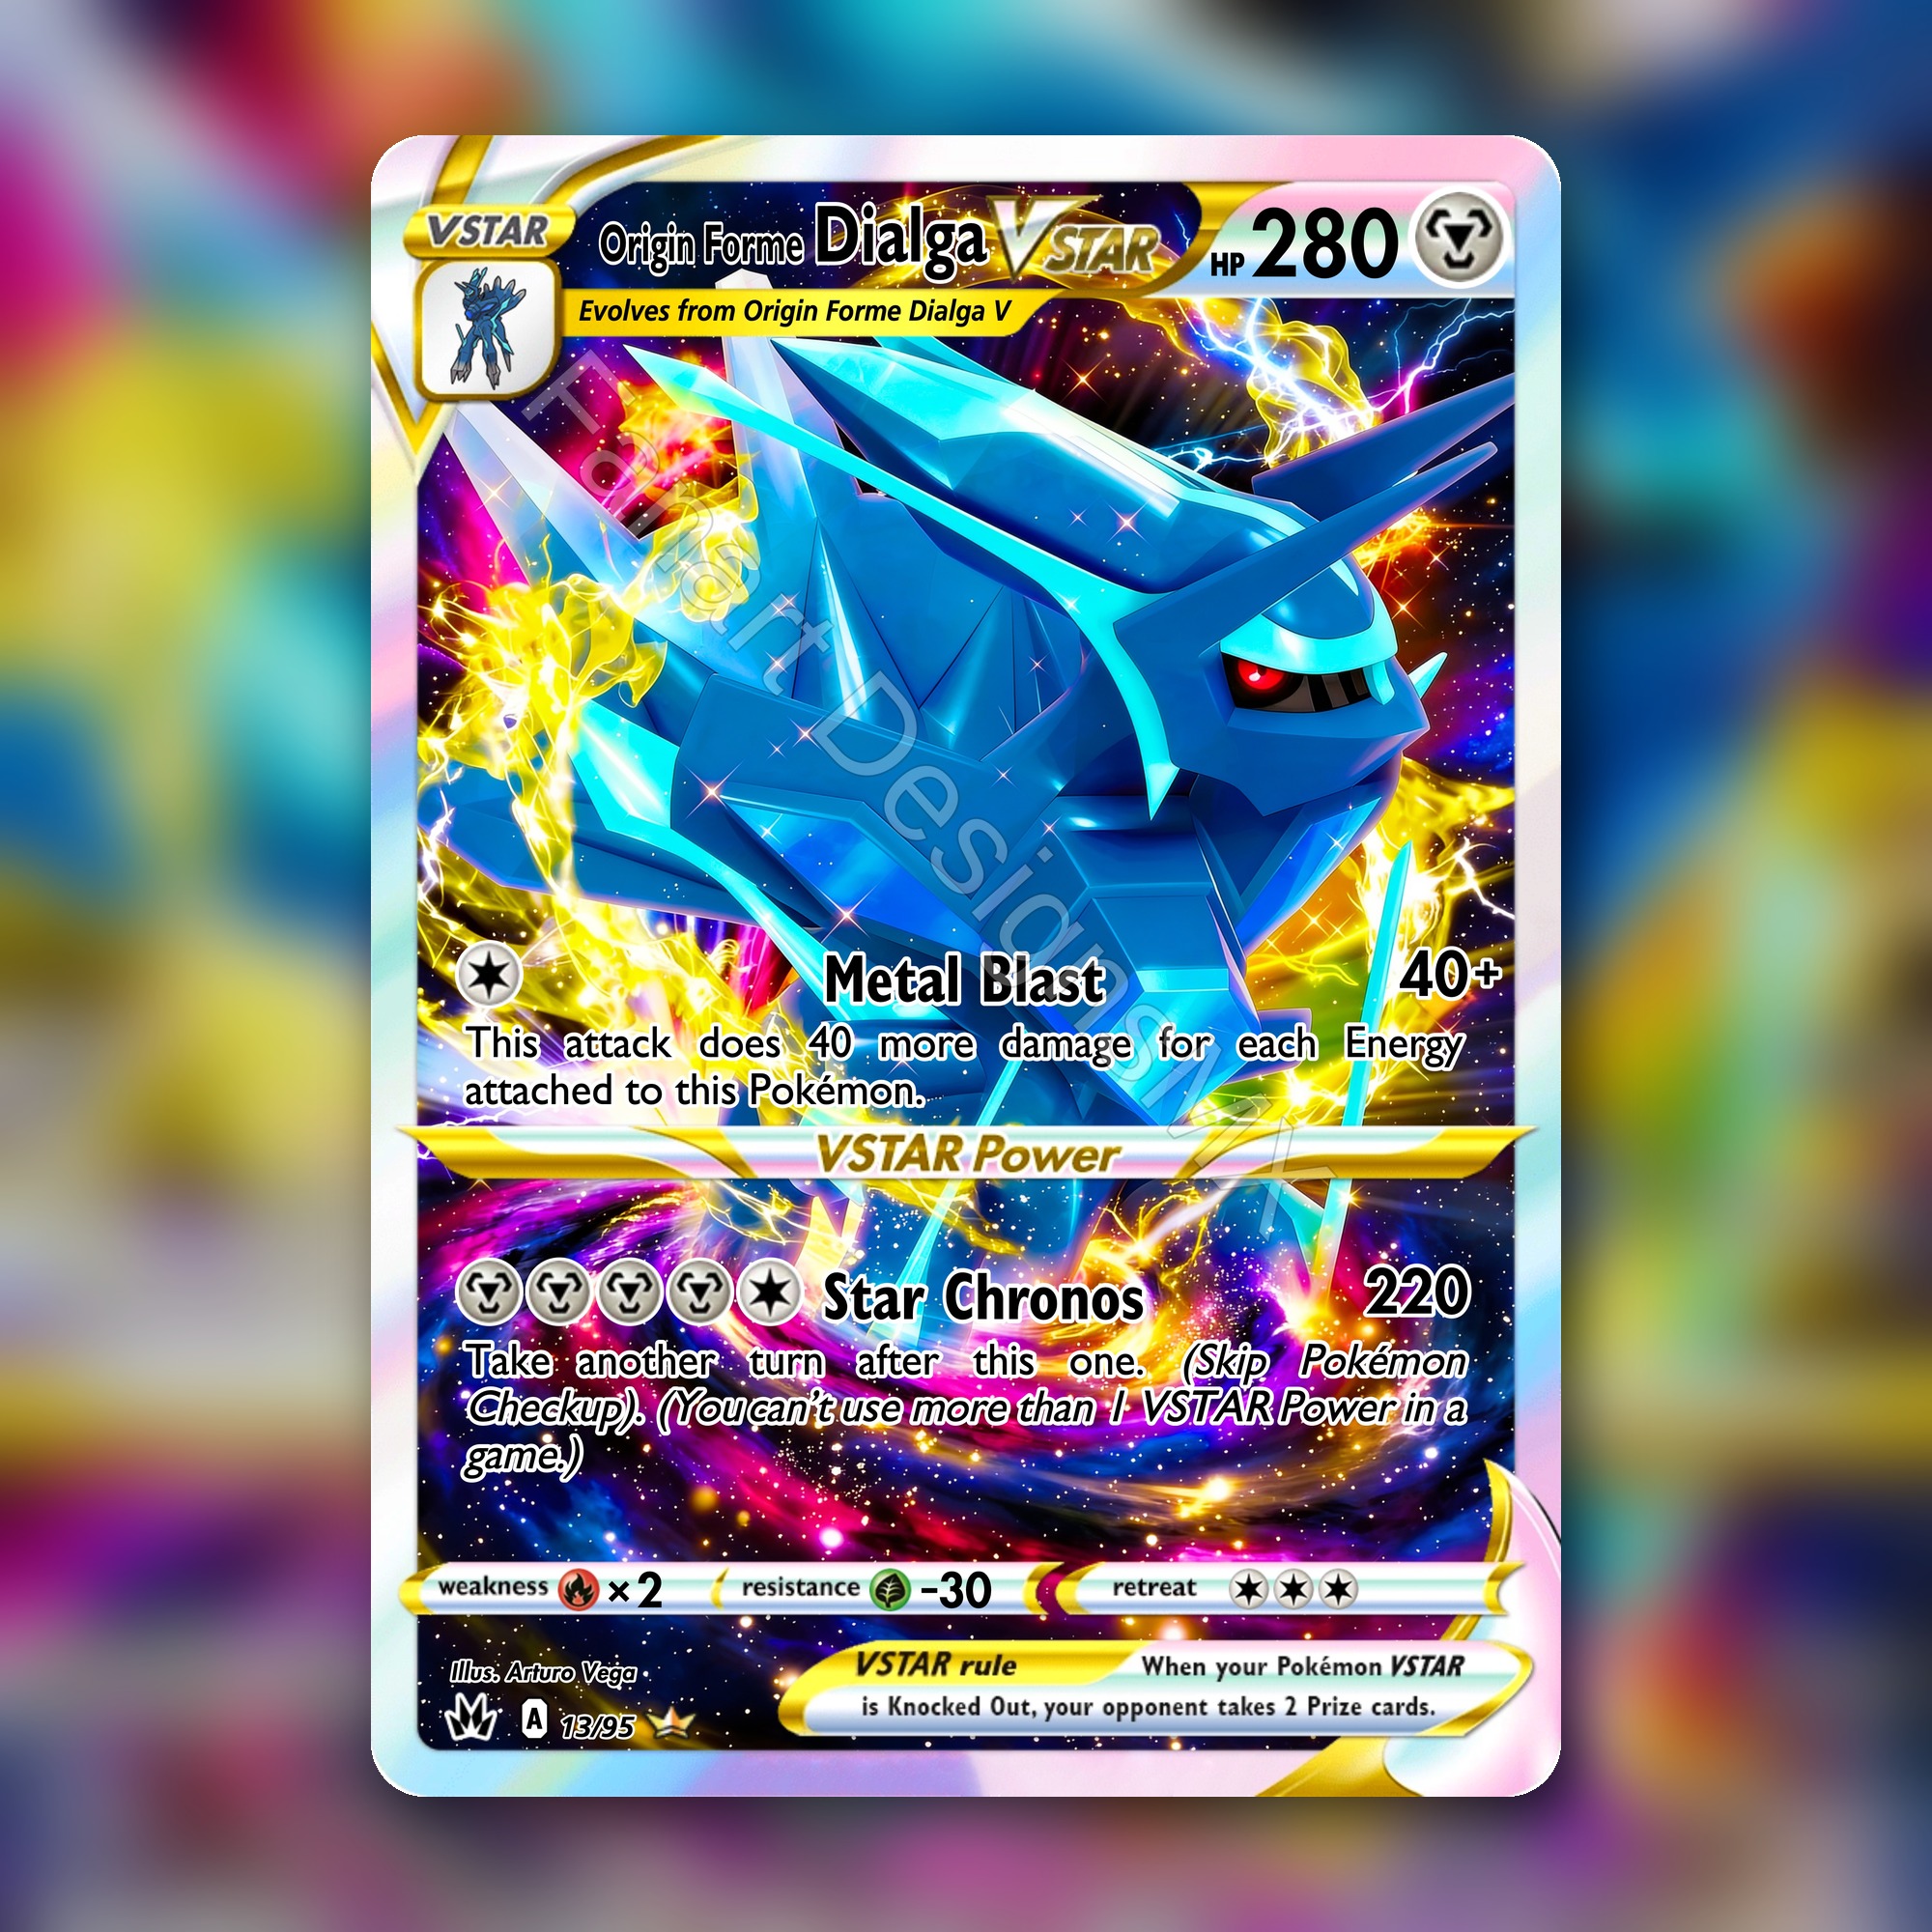 VSTAR
Origin Forme Dialga VSTAR HP 280
Evolves from Origin Forme Dialga V
Fanart DesignsMX
Metal Blast 40+
This attack does 40 more damage for each Energy
attached to this Pokémon.
VSTAR Power
Star Chronos 220
Take another turn after this one. (Skip Pokémon
Checkup). (You can't use more than 1 VSTAR Power in a
game.)
weakness ×2 resistance -30 retreat
VSTAR rule When your Pokémon VSTAR
is Knocked Out, your opponent takes 2 Prize cards.
Illus. Arturo Vega
A 13/95